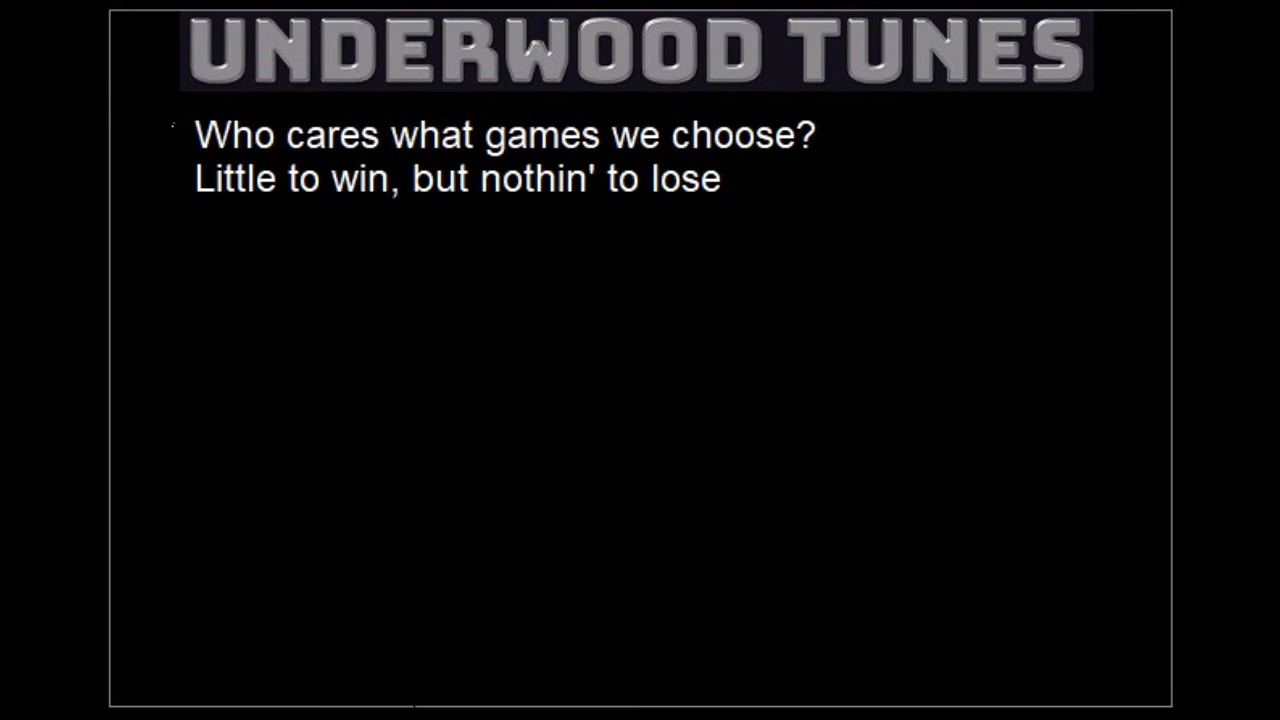 UNDERWOOD TUNES
Who cares what games we choose?
Little to win, but nothin' to lose